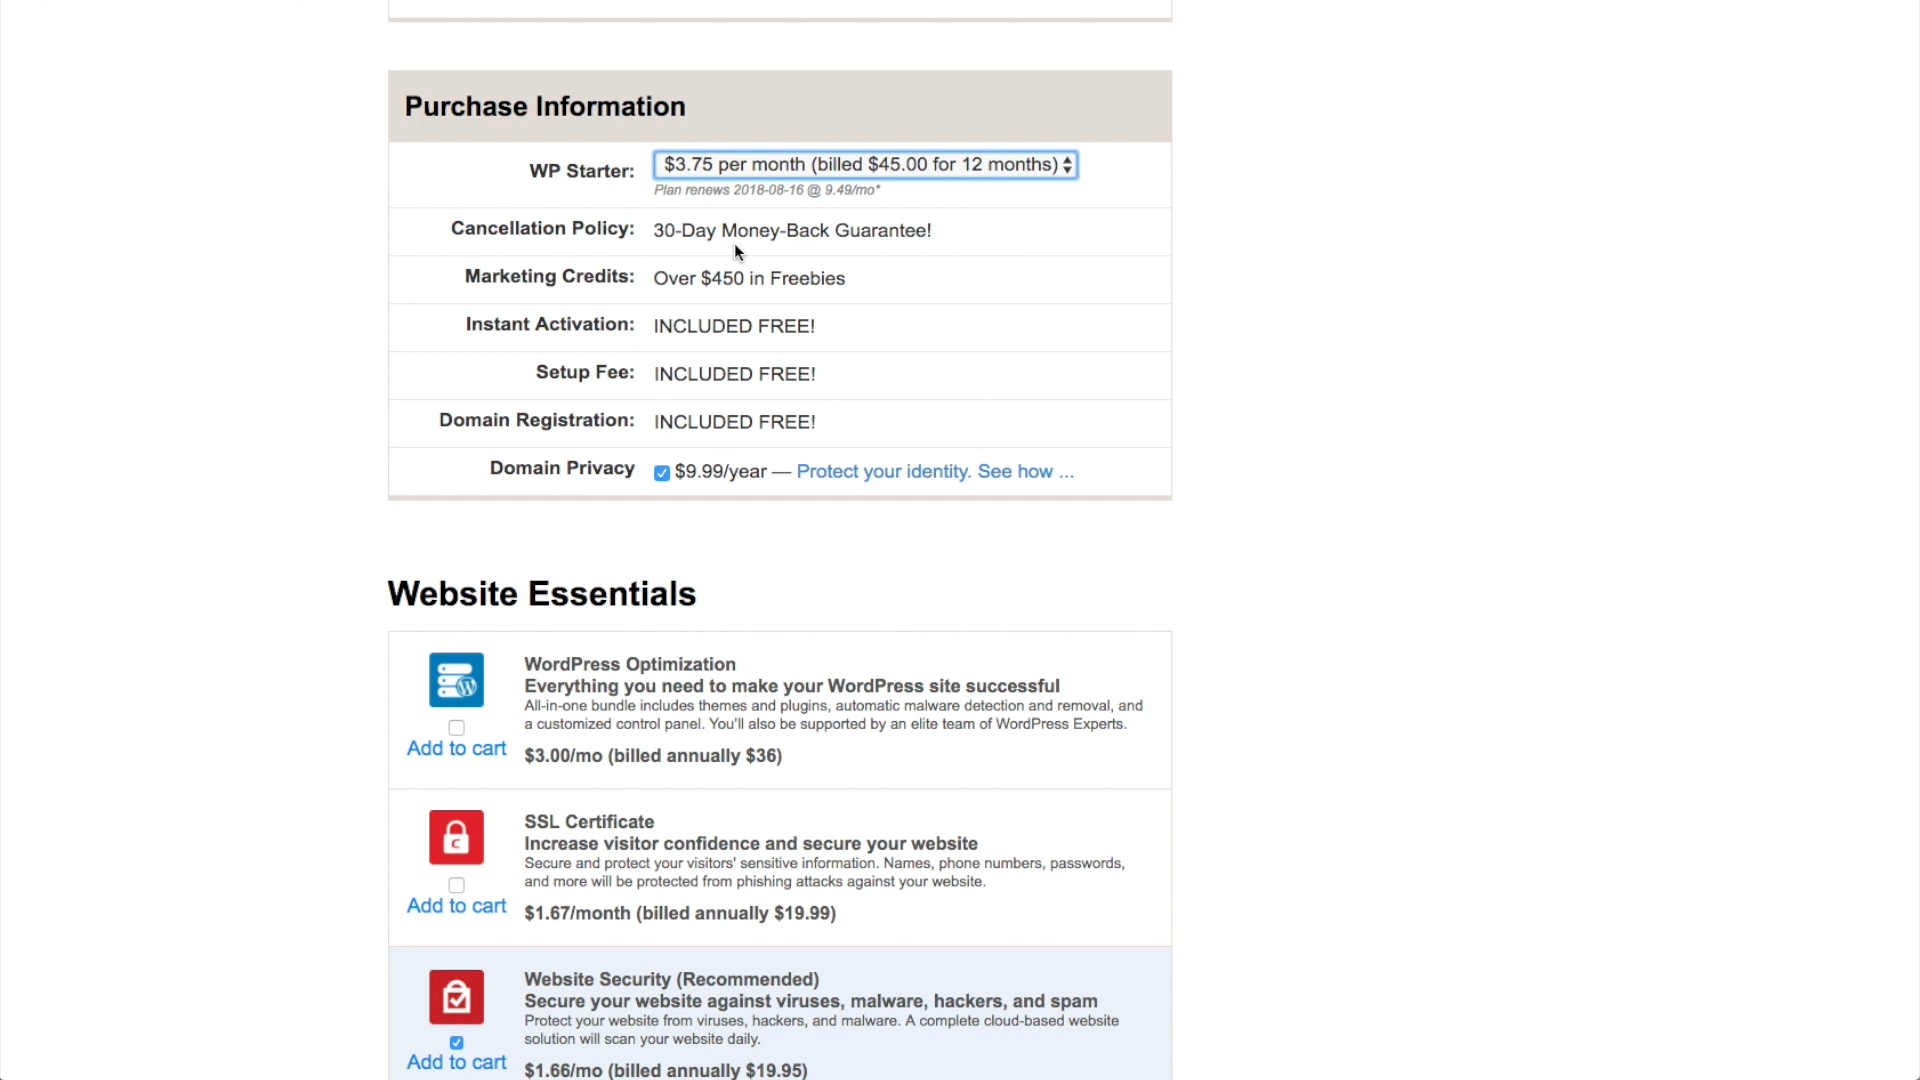 Purchase Information
WP Starter: $3.75 per month (billed $45.00 for 12 months)
Plan renews 2018-08-16 @ 9.49/mo*
Cancellation Policy: 30-Day Money-Back Guarantee!
Marketing Credits: Over $450 in Freebies
Instant Activation: INCLUDED FREE!
Setup Fee: INCLUDED FREE!
Domain Registration: INCLUDED FREE!
Domain Privacy $9.99/year — Protect your identity. See how ...
Website Essentials
WordPress Optimization
Everything you need to make your WordPress site successful
All-in-one bundle includes themes and plugins, automatic malware detection and removal, and
a customized control panel. You'll also be supported by an elite team of WordPress Experts.
Add to cart
$3.00/mo (billed annually $36)
SSL Certificate
Increase visitor confidence and secure your website
Secure and protect your visitors' sensitive information. Names, phone numbers, passwords,
and more will be protected from phishing attacks against your website.
Add to cart
$1.67/month (billed annually $19.99)
Website Security (Recommended)
Secure your website against viruses, malware, hackers, and spam
Protect your website from viruses, hackers, and malware. A complete cloud-based website
solution will scan your website daily.
Add to cart
$1.66/mo (billed annually $19.95)